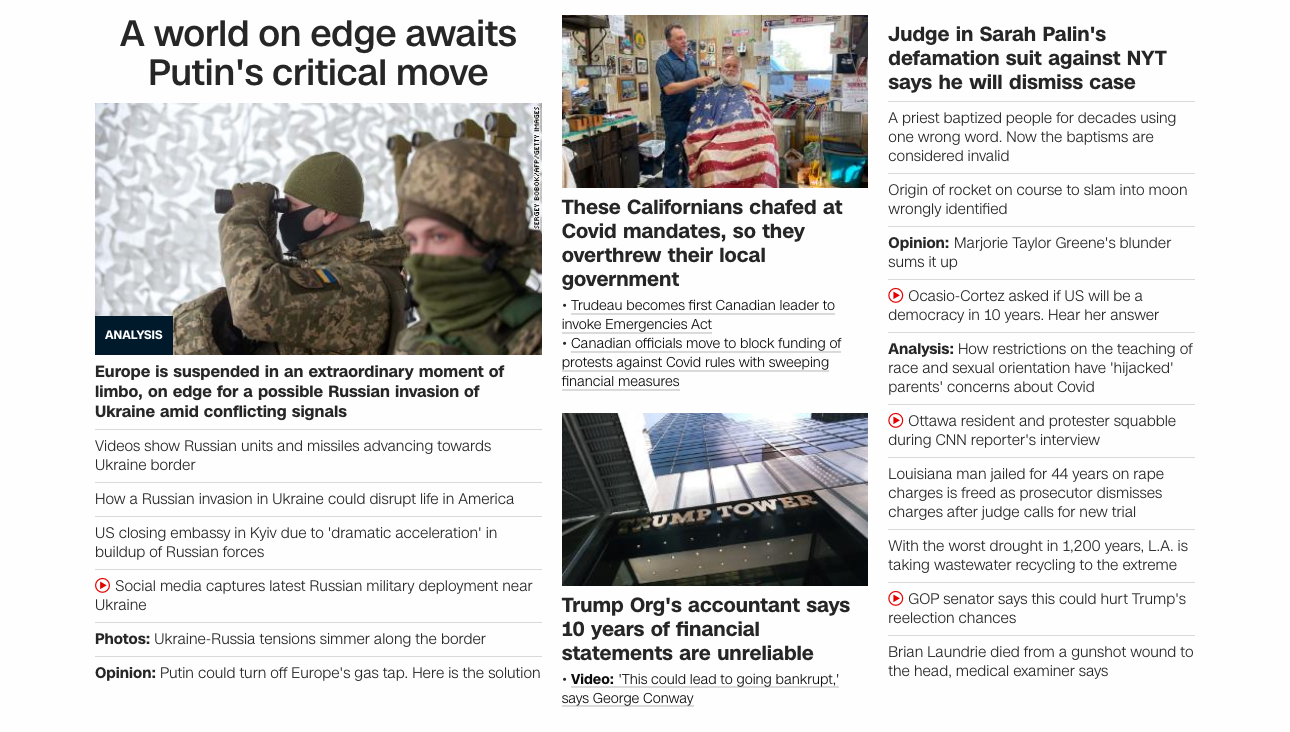 A world on edge awaits
Putin's critical move
SERGEY BOBOK/AFP/GETTY IMAGES
ANALYSIS
Europe is suspended in an extraordinary moment of
limbo, on edge for a possible Russian invasion of
Ukraine amid conflicting signals
Videos show Russian units and missiles advancing towards
Ukraine border
How a Russian invasion in Ukraine could disrupt life in America
US closing embassy in Kyiv due to 'dramatic acceleration' in
buildup of Russian forces
Social media captures latest Russian military deployment near
Ukraine
Photos: Ukraine-Russia tensions simmer along the border
Opinion: Putin could turn off Europe's gas tap. Here is the solution
These Californians chafed at
Covid mandates, so they
overthrew their local
government
• Trudeau becomes first Canadian leader to
invoke Emergencies Act
• Canadian officials move to block funding of
protests against Covid rules with sweeping
financial measures
TRUMP TOWER
Trump Org's accountant says
10 years of financial
statements are unreliable
• Video: 'This could lead to going bankrupt,'
says George Conway
Judge in Sarah Palin's
defamation suit against NYT
says he will dismiss case
A priest baptized people for decades using
one wrong word. Now the baptisms are
considered invalid
Origin of rocket on course to slam into moon
wrongly identified
Opinion: Marjorie Taylor Greene's blunder
sums it up
Ocasio-Cortez asked if US will be a
democracy in 10 years. Hear her answer
Analysis: How restrictions on the teaching of
race and sexual orientation have 'hijacked'
parents' concerns about Covid
Ottawa resident and protester squabble
during CNN reporter's interview
Louisiana man jailed for 44 years on rape
charges is freed as prosecutor dismisses
charges after judge calls for new trial
With the worst drought in 1,200 years, L.A. is
taking wastewater recycling to the extreme
GOP senator says this could hurt Trump's
reelection chances
Brian Laundrie died from a gunshot wound to
the head, medical examiner says